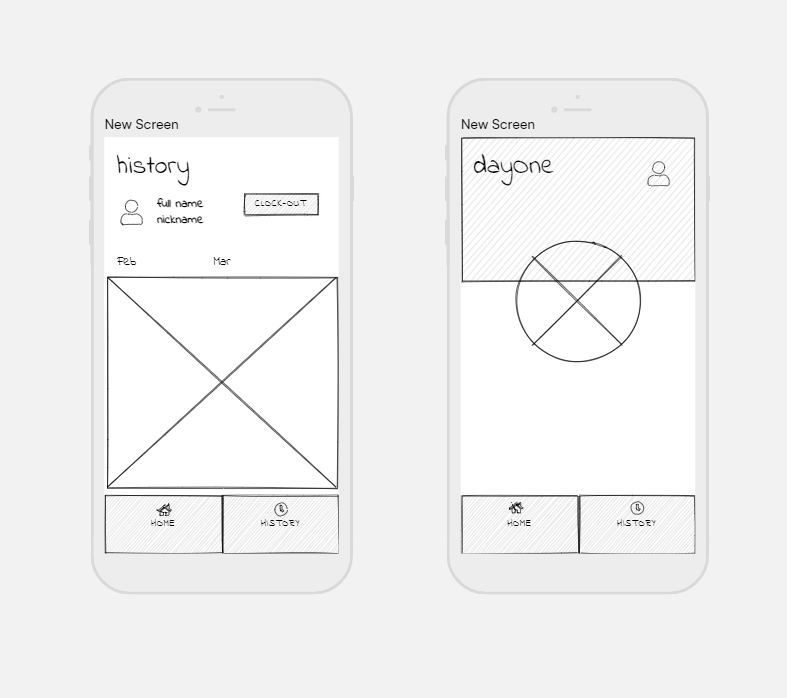 New Screen
history
full name
nickname
CLOCK-OUT
Feb Mar
HOME HISTORY
New Screen
dayone
HOME HISTORY